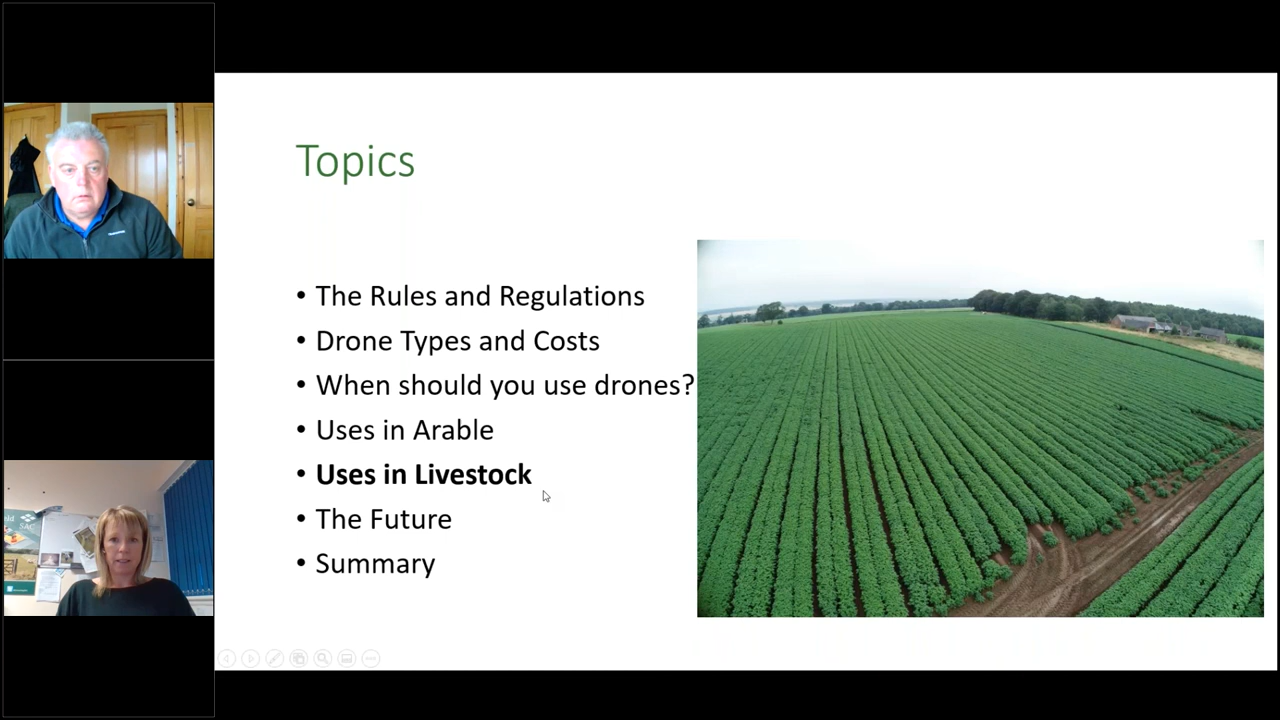 Topics
• The Rules and Regulations
• Drone Types and Costs
• When should you use drones?
• Uses in Arable
• Uses in Livestock
• The Future
• Summary
SAC